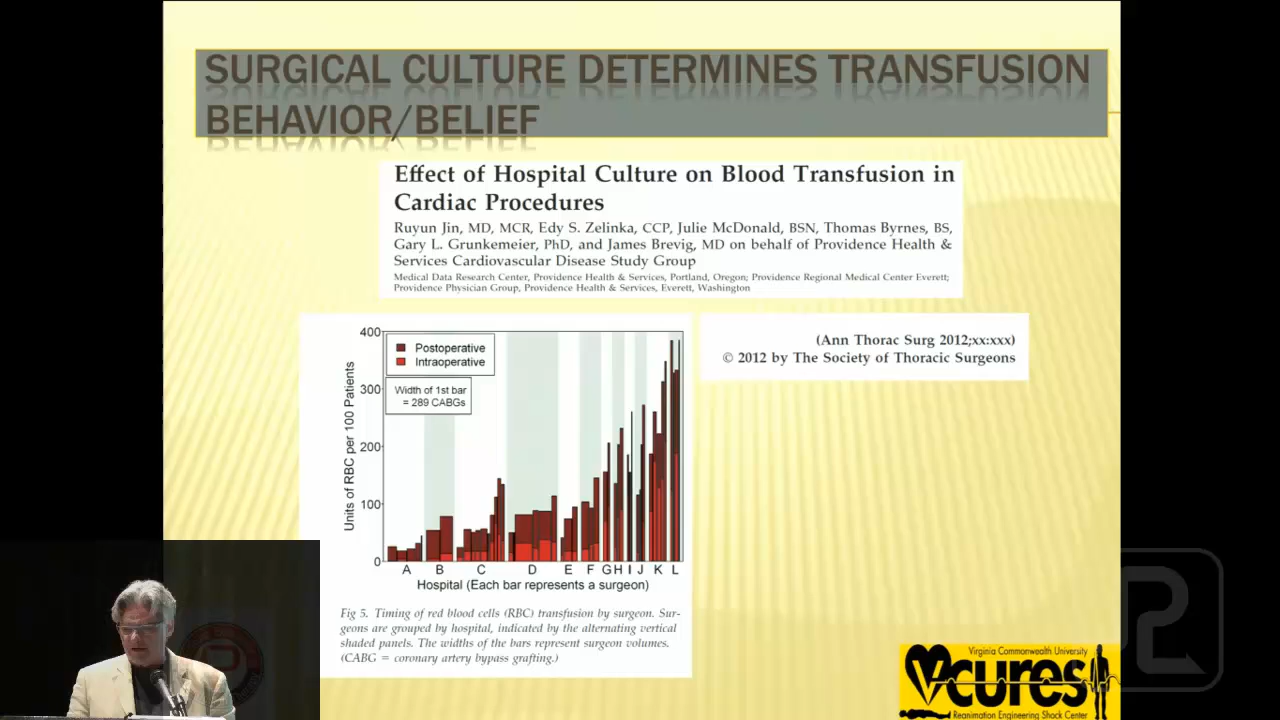 SURGICAL CULTURE DETERMINES TRANSFUSION
BEHAVIOR/BELIEF
Effect of Hospital Culture on Blood Transfusion in
Cardiac Procedures
Ruyun Jin, MD, MCR, Edy S. Zelinka, CCP, Julie McDonald, BSN, Thomas Byrnes, BS,
Gary L. Grunkemeier, PhD, and James Brevig, MD on behalf of Providence Health &
Services Cardiovascular Disease Study Group
Medical Data Research Center, Providence Health & Services, Portland, Oregon; Providence Regional Medical Center Everett;
Providence Physician Group, Providence Health & Services, Everett, Washington
(Ann Thorac Surg 2012;xx:xxx)
© 2012 by The Society of Thoracic Surgeons
Units of RBC per 100 Patients
400
300
200
100
0
Postoperative
Intraoperative
Width of 1st bar
= 289 CABGs
A B C D E F G H I J K L
Hospital (Each bar represents a surgeon)
Fig 5. Timing of red blood cells (RBC) transfusion by surgeon. Sur-
geons are grouped by hospital, indicated by the alternating vertical
shaded panels. The widths of the bars represent surgeon volumes.
(CABG = coronary artery bypass grafting.)
Virginia Commonwealth University
Vcures
Reanimation Engineering Shock Center